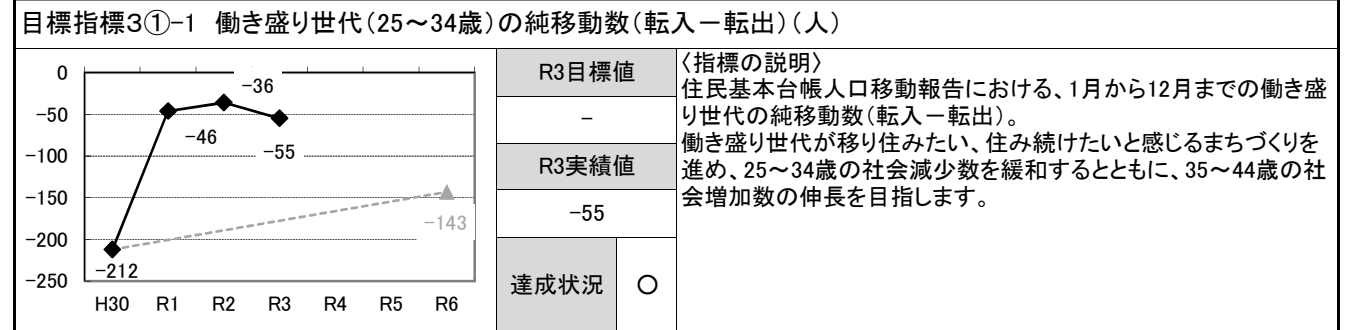 目標指標3①-1 働き盛り世代(25~34歳)の純移動数(転入-転出)(人)
0
-50
-100
-150
-200
-250
-36
-46
-55
-143
-212
H30 R1 R2 R3 R4 R5 R6
R3目標値
-
R3実績値
-55
達成状況 ○
〈指標の説明〉
住民基本台帳人口移動報告における、1月から12月までの働き盛
り世代の純移動数(転入-転出)。
働き盛り世代が移り住みたい、住み続けたいと感じるまちづくりを
進め、25~34歳の社会減少数を緩和するとともに、35~44歳の社
会増加数の伸長を目指します。